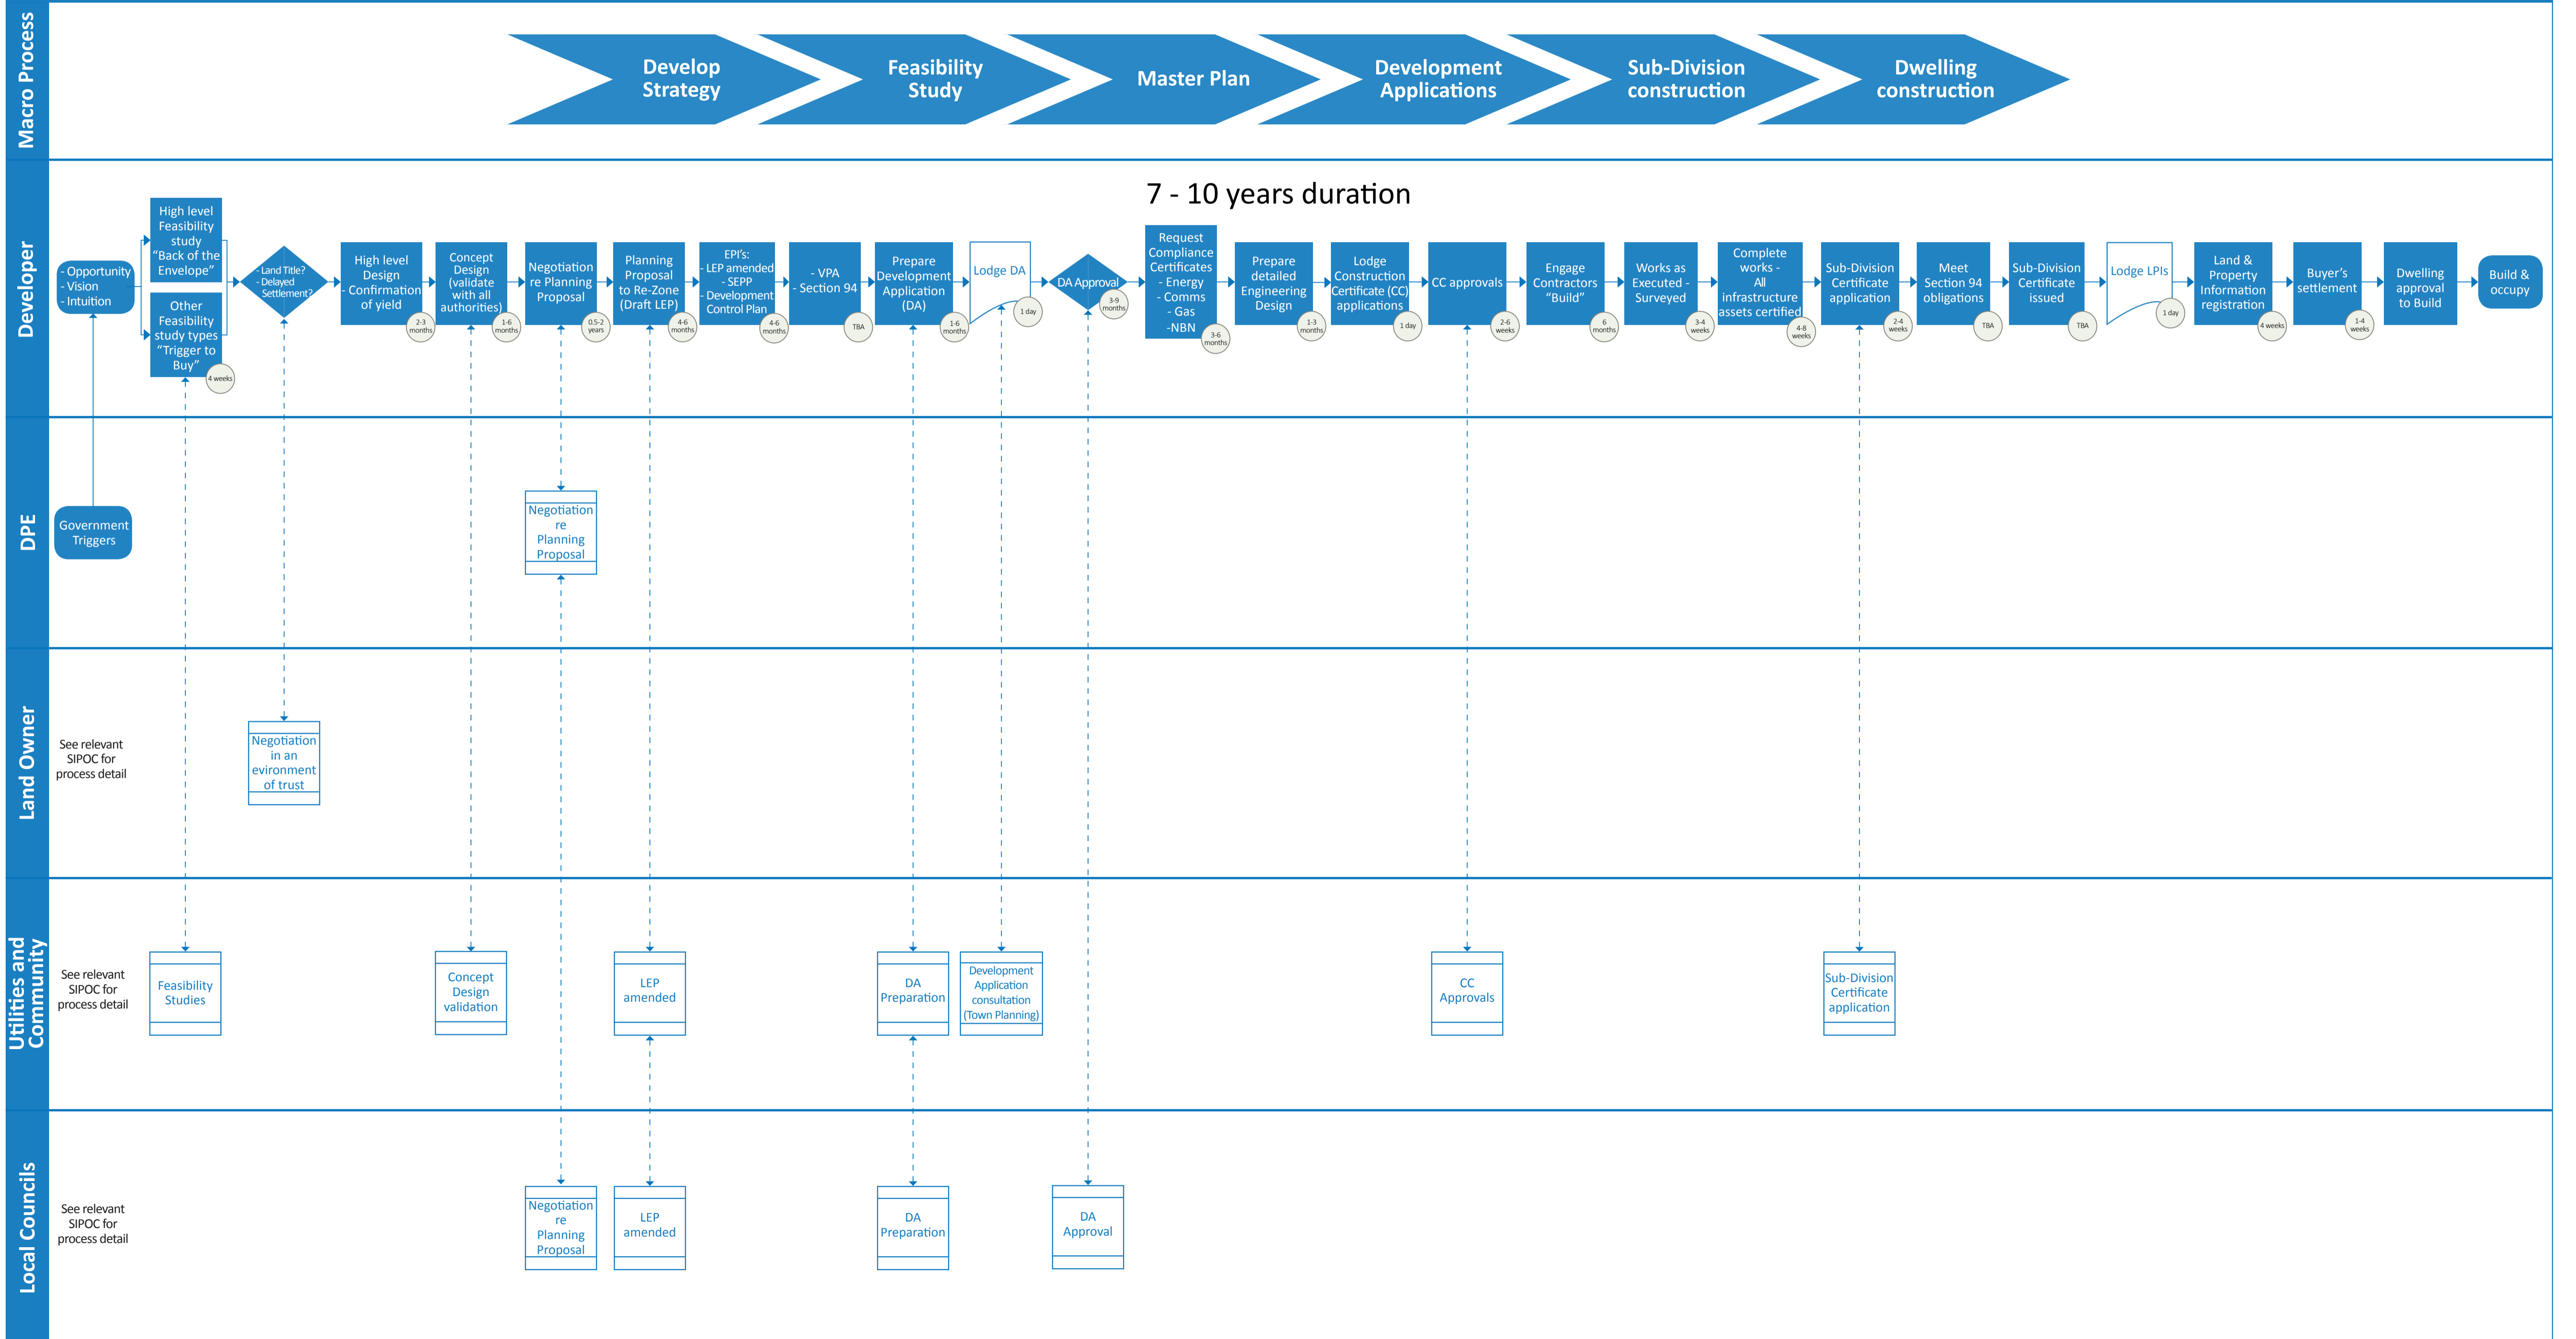 Macro Process
Develop
Strategy
Feasibility
Study
Master Plan
Development
Applications
Sub-Division
construction
Dwelling
construction
Developer
7 - 10 years duration
- Opportunity
- Vision
- Intuition
High level
Feasibility
study
“Back of the
Envelope”
Other
Feasibility
study types
“Trigger to
Buy”
4 weeks
- Land Title?
- Delayed
Settlement?
High level
Design
- Confirmation
of yield
2-3
months
Concept
Design
(validate
with all
authorities)
1-6
months
Negotiation
re Planning
Proposal
0.5-2
years
Planning
Proposal
to Re-Zone
(Draft LEP)
4-6
months
EPI’s:
- LEP amended
- SEPP
- Development
Control Plan
4-6
months
- VPA
- Section 94
TBA
Prepare
Development
Application
(DA)
1-6
months
Lodge DA
1 day
DA Approval
3-9
months
Request
Compliance
Certificates
- Energy
- Comms
- Gas
-NBN
3-6
months
Prepare
detailed
Engineering
Design
1-3
months
Lodge
Construction
Certificate (CC)
applications
1 day
CC approvals
2-6
weeks
Engage
Contractors
“Build”
6
months
Works as
Executed -
Surveyed
3-4
weeks
Complete
works -
All
infrastructure
assets certified
4-8
weeks
Sub-Division
Certificate
application
2-4
weeks
Meet
Section 94
obligations
TBA
Sub-Division
Certificate
issued
TBA
Lodge LPIs
1 day
Land &
Property
Information
registration
4 weeks
Buyer’s
settlement
1-4
weeks
Dwelling
approval
to Build
Build &
occupy
DPE
Government
Triggers
Negotiation
re
Planning
Proposal
Land Owner
See relevant
SIPOC for
process detail
Negotiation
in an
evironment
of trust
Utilities and
Community
See relevant
SIPOC for
process detail
Feasibility
Studies
Concept
Design
validation
LEP
amended
DA
Preparation
Development
Application
consultation
(Town Planning)
CC
Approvals
Sub-Division
Certificate
application
Local Councils
See relevant
SIPOC for
process detail
Negotiation
re
Planning
Proposal
LEP
amended
DA
Preparation
DA
Approval